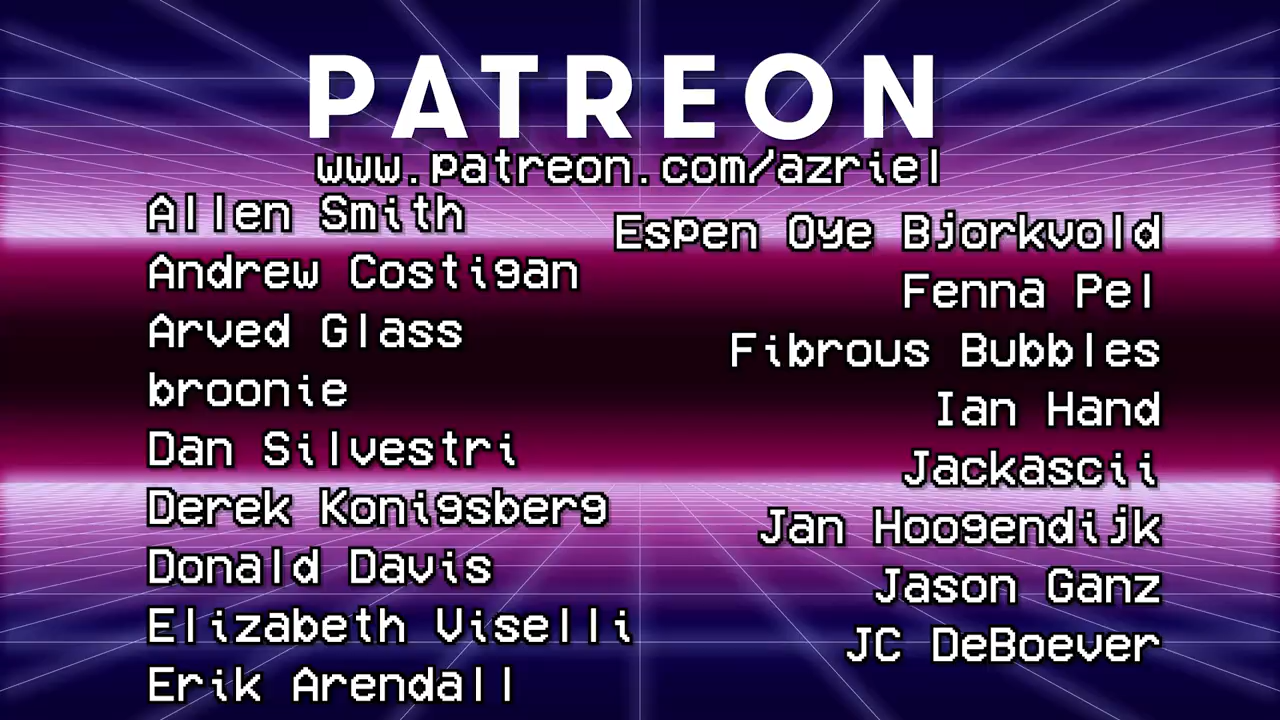 PATREON
www.patreon.com/azriel
Allen Smith
Andrew Costigan
Arved Glass
broonie
Dan Silvestri
Derek Konigsberg
Donald Davis
Elizabeth Viselli
Erik Arendall
Espen Oye Bjorkvold
Fenna Pel
Fibrous Bubbles
Ian Hand
Jackascii
Jan Hoogendijk
Jason Ganz
JC DeBoever